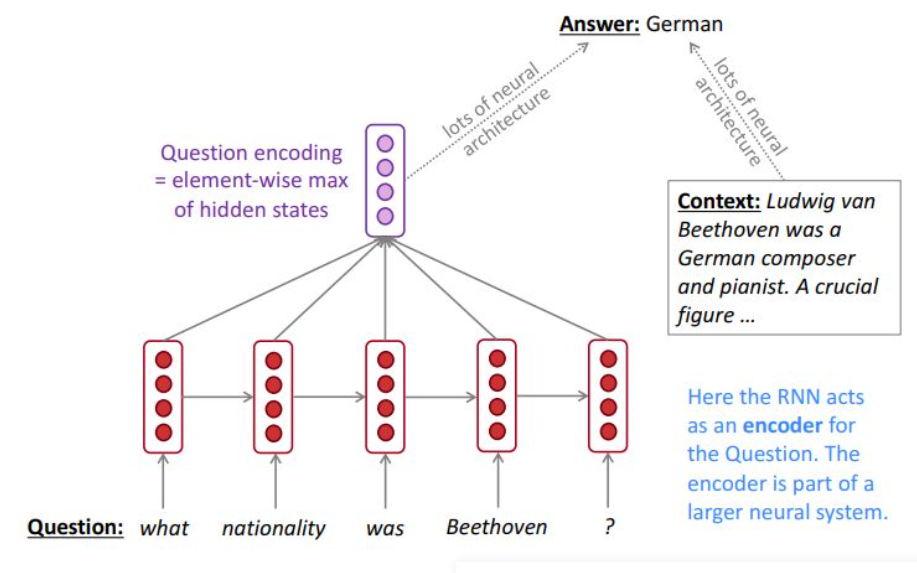 Answer: German
lots of neural
architecture
lots of neural
architecture
Question encoding
= element-wise max
of hidden states
Context: Ludwig van
Beethoven was a
German composer
and pianist. A crucial
figure ...
Here the RNN acts
as an encoder for
the Question. The
encoder is part of a
larger neural system.
Question: what nationality was Beethoven ?